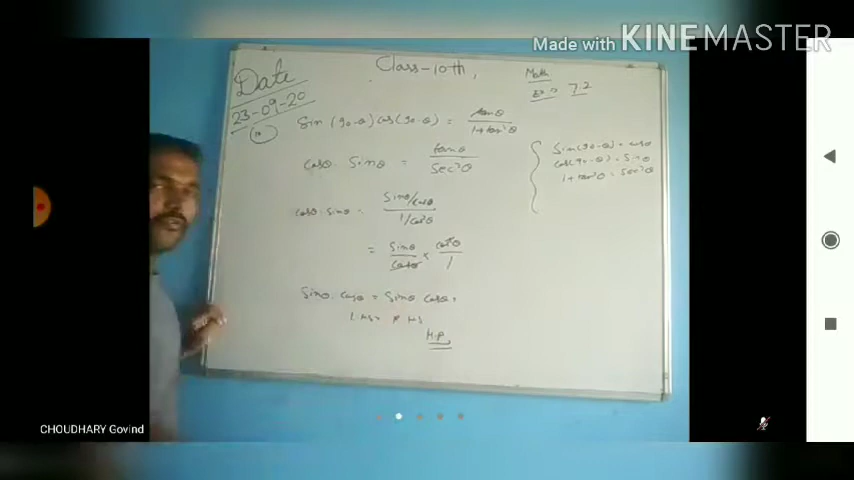 Made with KINEMASTER
Date
23-09-20
Class-10th,
Math
Ex 7.2
Sin(90-θ)cos(90-θ) = tanθ/1+tan²θ
cosθ. Sinθ = tanθ/Sec²θ
cosθ.sinθ = Sinθ/cosθ/1/cos²θ
= Sinθ/cosθ × cos²θ/1
Sinθ. cosθ = Sinθ cosθ.
L HS = R HS
H.P
Sin(90-θ)=cosθ
cos(90-θ)=Sinθ
1+tan²θ=Sec²θ
CHOUDHARY Govind